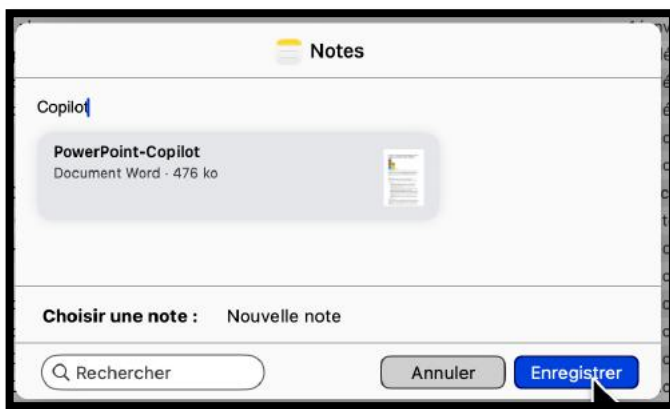 Notes
Copilot
PowerPoint-Copilot
Document Word · 476 ko
Choisir une note : Nouvelle note
Rechercher Annuler Enregistrer